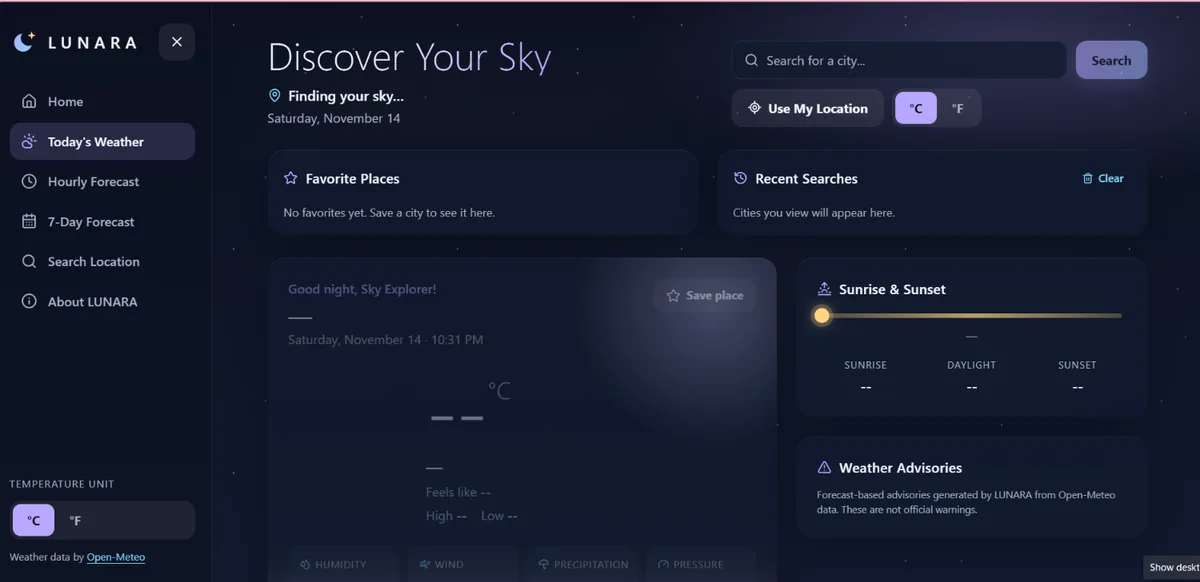 LUNARA
Home
Today's Weather
Hourly Forecast
7-Day Forecast
Search Location
About LUNARA
TEMPERATURE UNIT
°C °F
Weather data by Open-Meteo
Discover Your Sky
Finding your sky...
Saturday, November 14
Search for a city...
Search
Use My Location
°C °F
Favorite Places
No favorites yet. Save a city to see it here.
Recent Searches
Clear
Cities you view will appear here.
Good night, Sky Explorer!
Save place
—
Saturday, November 14 · 10:31 PM
°C
--
—
Feels like --
High -- Low --
HUMIDITY
WIND
PRECIPITATION
PRESSURE
Sunrise & Sunset
—
SUNRISE DAYLIGHT SUNSET
-- -- --
Weather Advisories
Forecast-based advisories generated by LUNARA from Open-Meteo
data. These are not official warnings.
Show